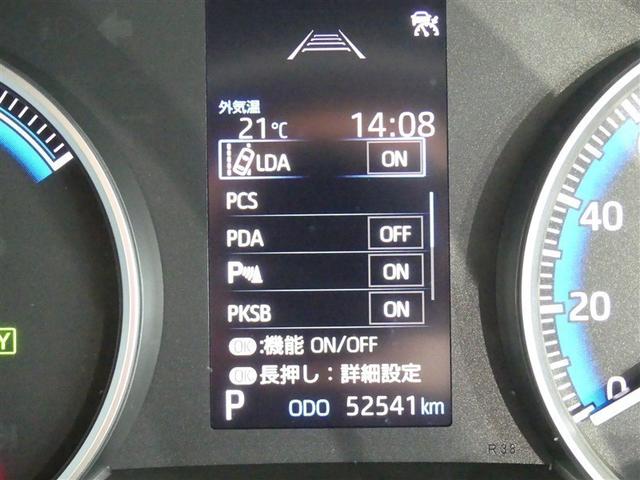 外気温
21℃ 14:08
LDA ON
PCS
PDA OFF
P ON
PKSB ON
OK:機能 ON/OFF
OK長押し:詳細設定
P ODO 52541km
40
20
0
Y
R38